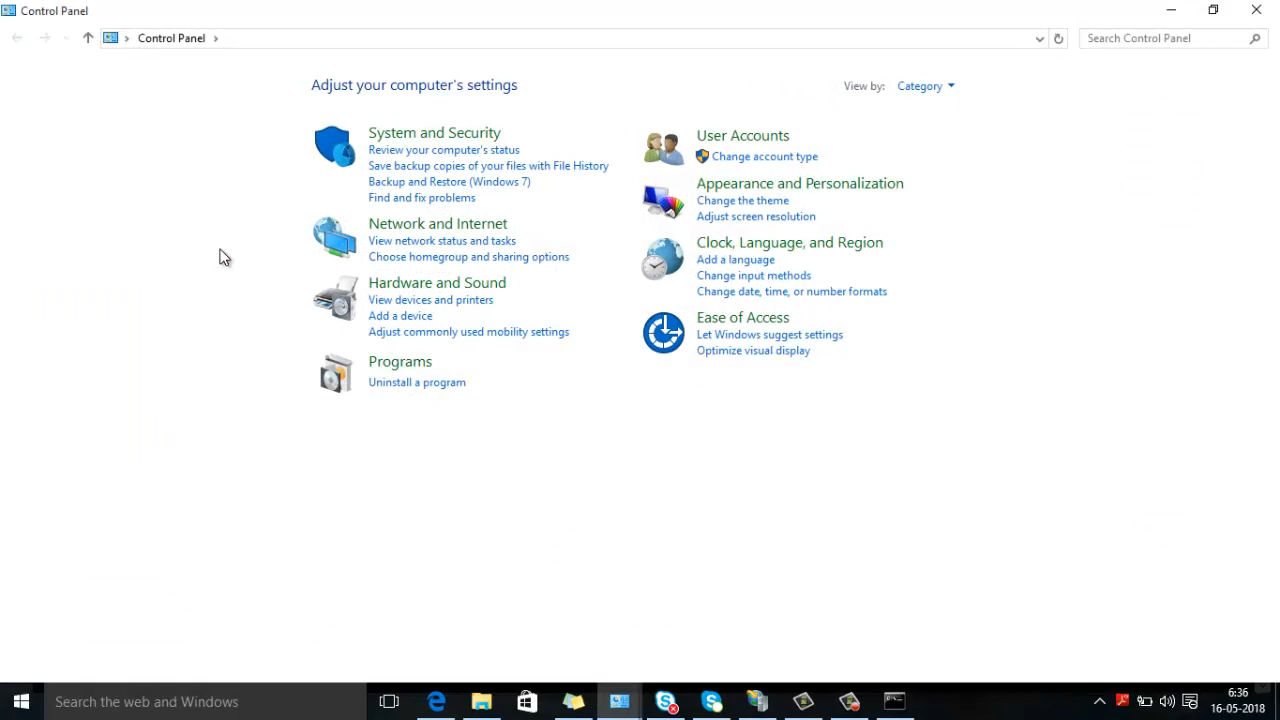 Control Panel
Control Panel
Search Control Panel
Adjust your computer's settings
View by: Category
System and Security
Review your computer's status
Save backup copies of your files with File History
Backup and Restore (Windows 7)
Find and fix problems
Network and Internet
View network status and tasks
Choose homegroup and sharing options
Hardware and Sound
View devices and printers
Add a device
Adjust commonly used mobility settings
Programs
Uninstall a program
User Accounts
Change account type
Appearance and Personalization
Change the theme
Adjust screen resolution
Clock, Language, and Region
Add a language
Change input methods
Change date, time, or number formats
Ease of Access
Let Windows suggest settings
Optimize visual display
Search the web and Windows
6:36
16-05-2018